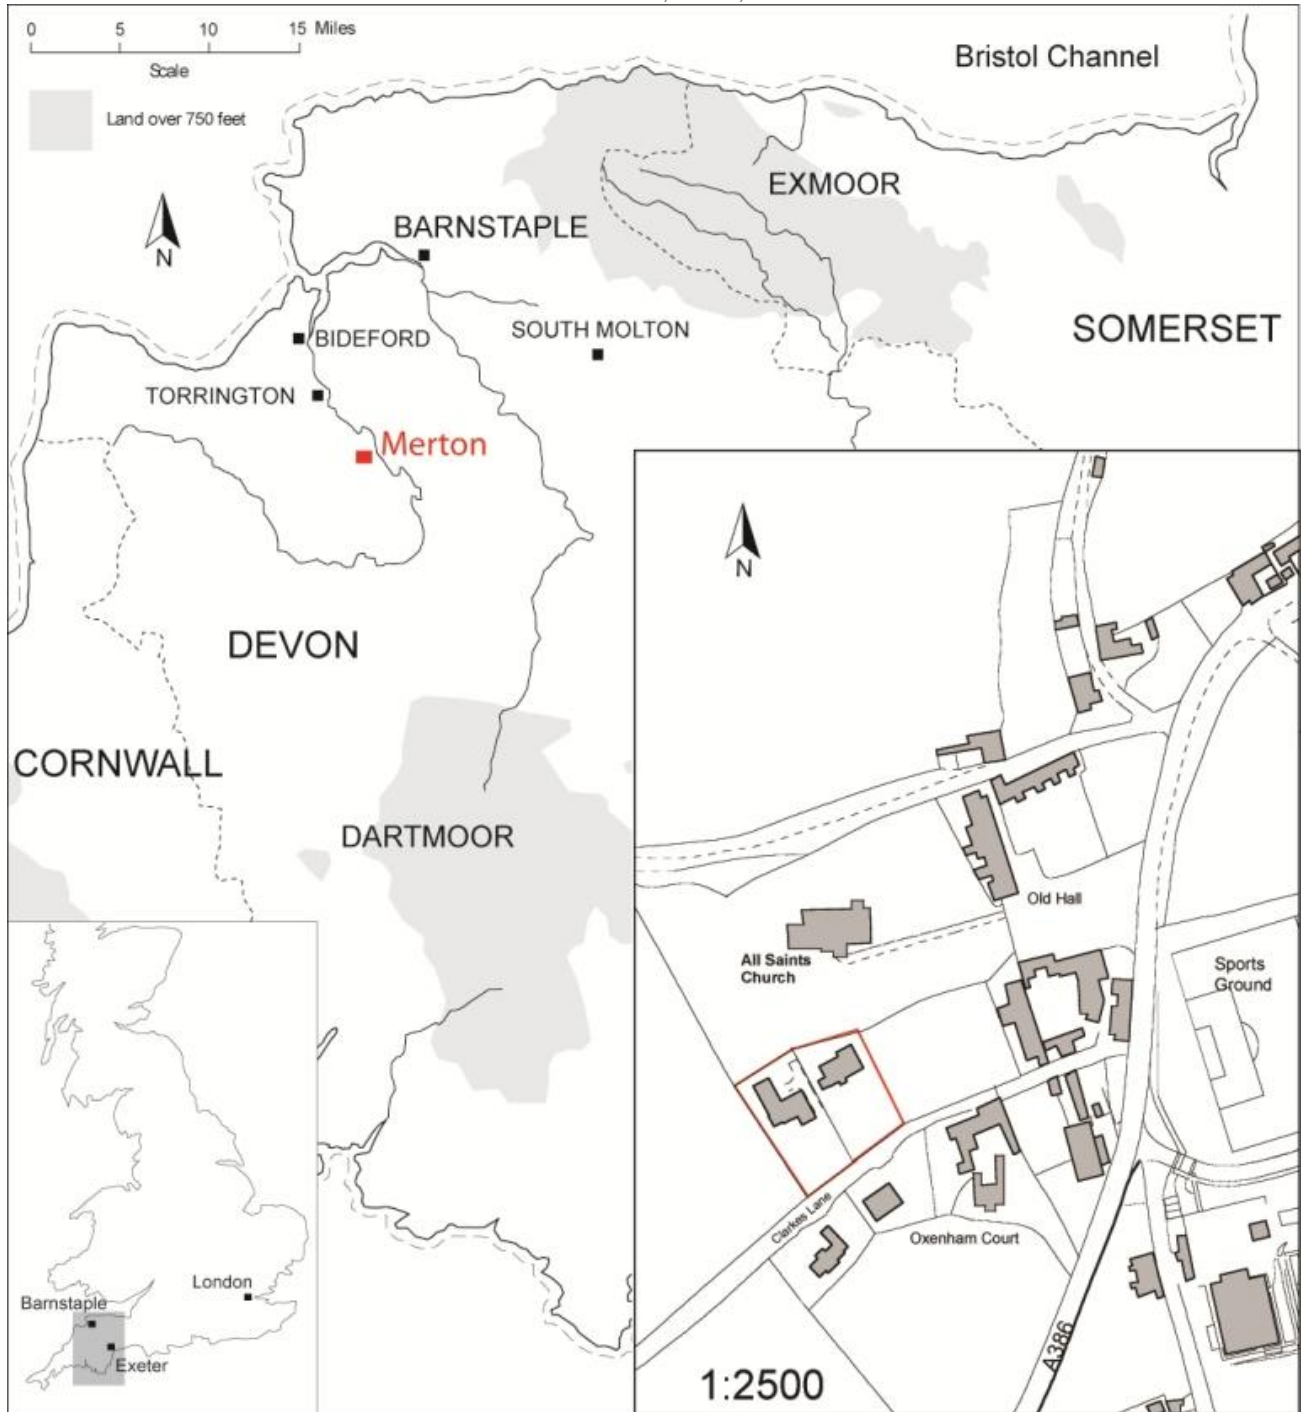 0 5 10 15 Miles
Scale
Land over 750 feet
Bristol Channel
N
EXMOOR
BARNSTAPLE
SOMERSET
BIDEFORD
SOUTH MOLTON
TORRINGTON
Merton
DEVON
CORNWALL
DARTMOOR
London
Barnstaple
Exeter
N
Old Hall
All Saints
Church
Sports
Ground
Clarkes Lane
Oxenham Court
A386
1:2500